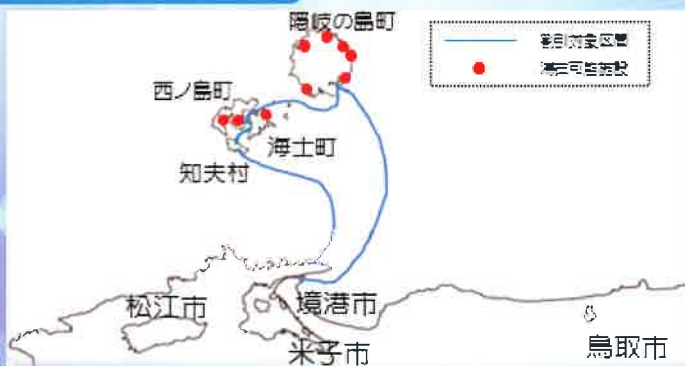 隠岐の島町
西ノ島町
海士町
知夫村
松江市
境港市
米子市
鳥取市